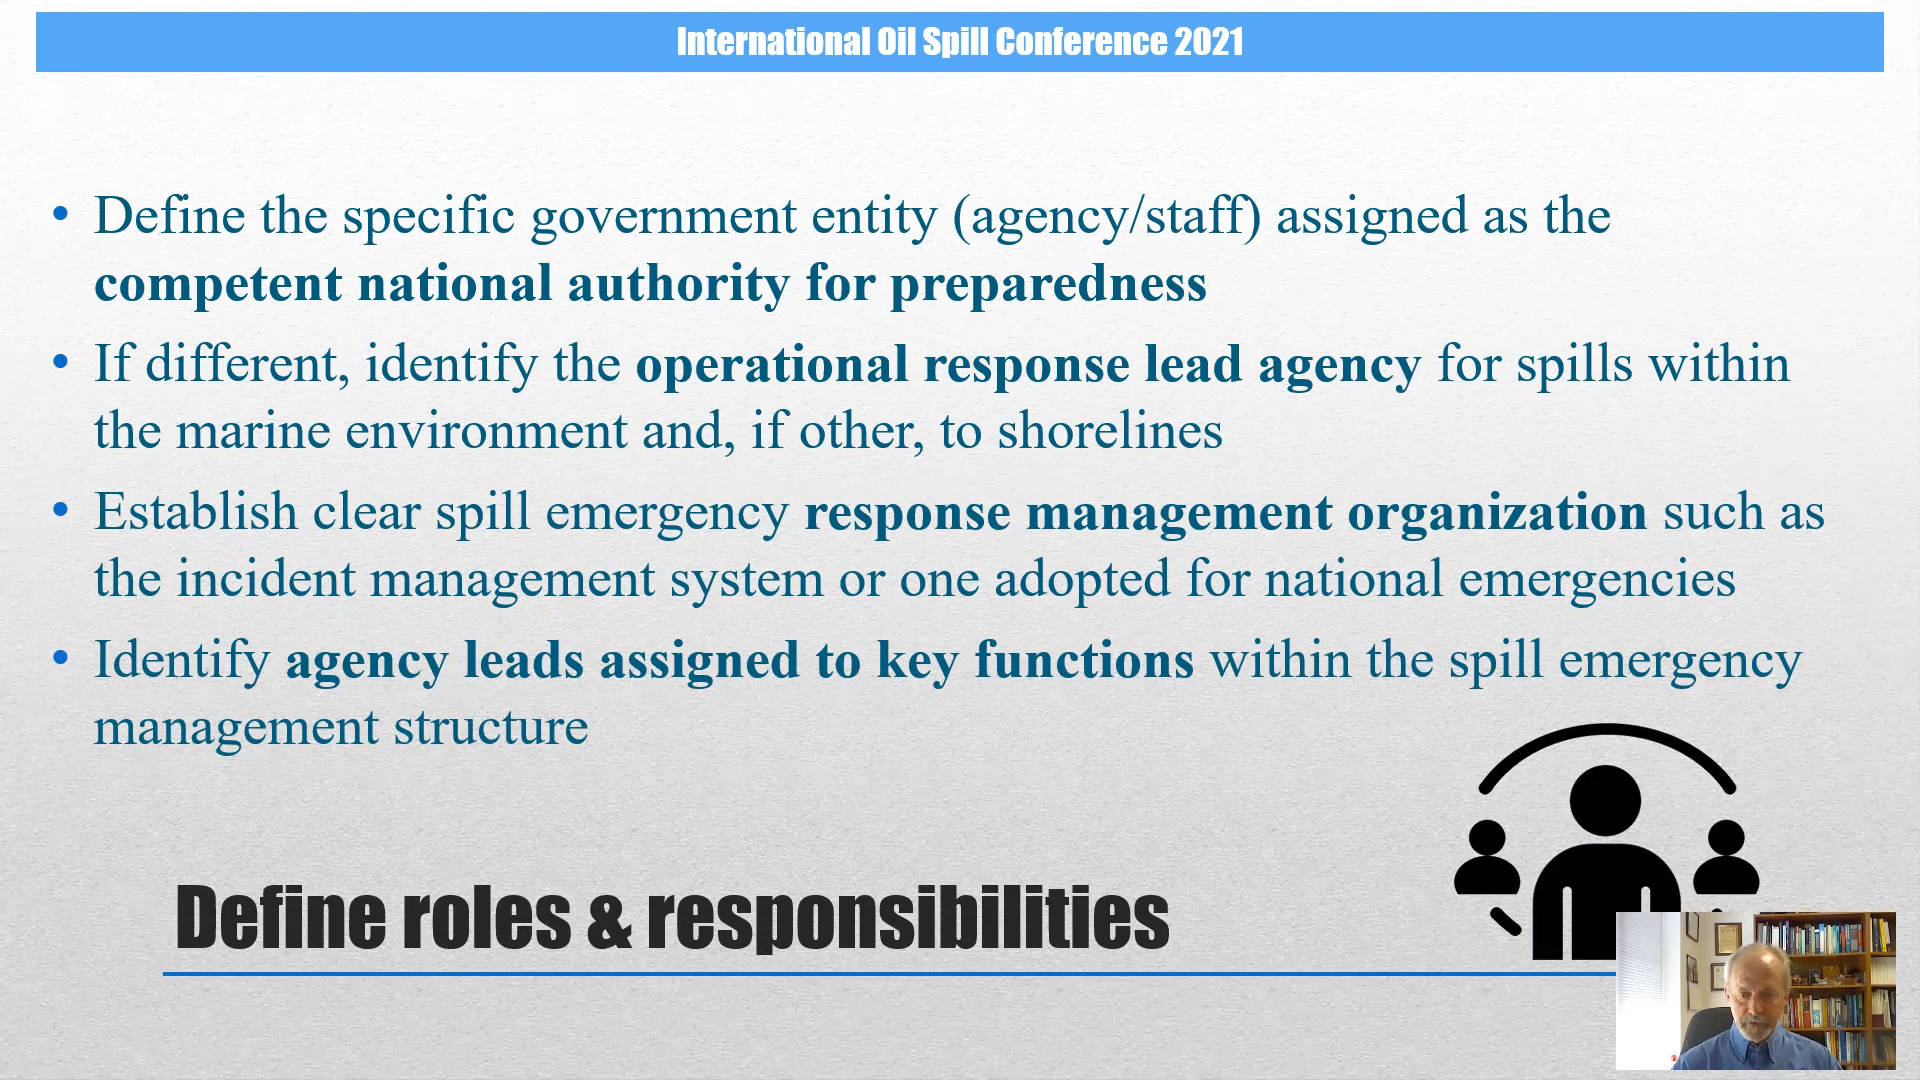 International Oil Spill Conference 2021
• Define the specific government entity (agency/staff) assigned as the
competent national authority for preparedness
• If different, identify the operational response lead agency for spills within
the marine environment and, if other, to shorelines
• Establish clear spill emergency response management organization such as
the incident management system or one adopted for national emergencies
• Identify agency leads assigned to key functions within the spill emergency
management structure
Define roles & responsibilities